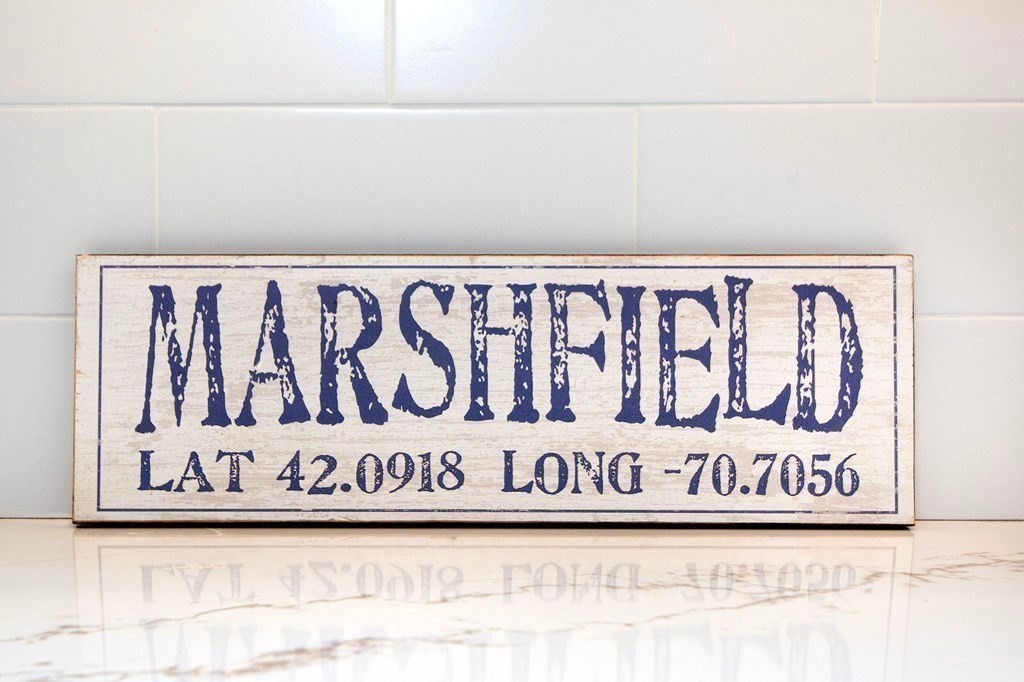 MARSHFIELD
LAT 42.0918 LONG -70.7056